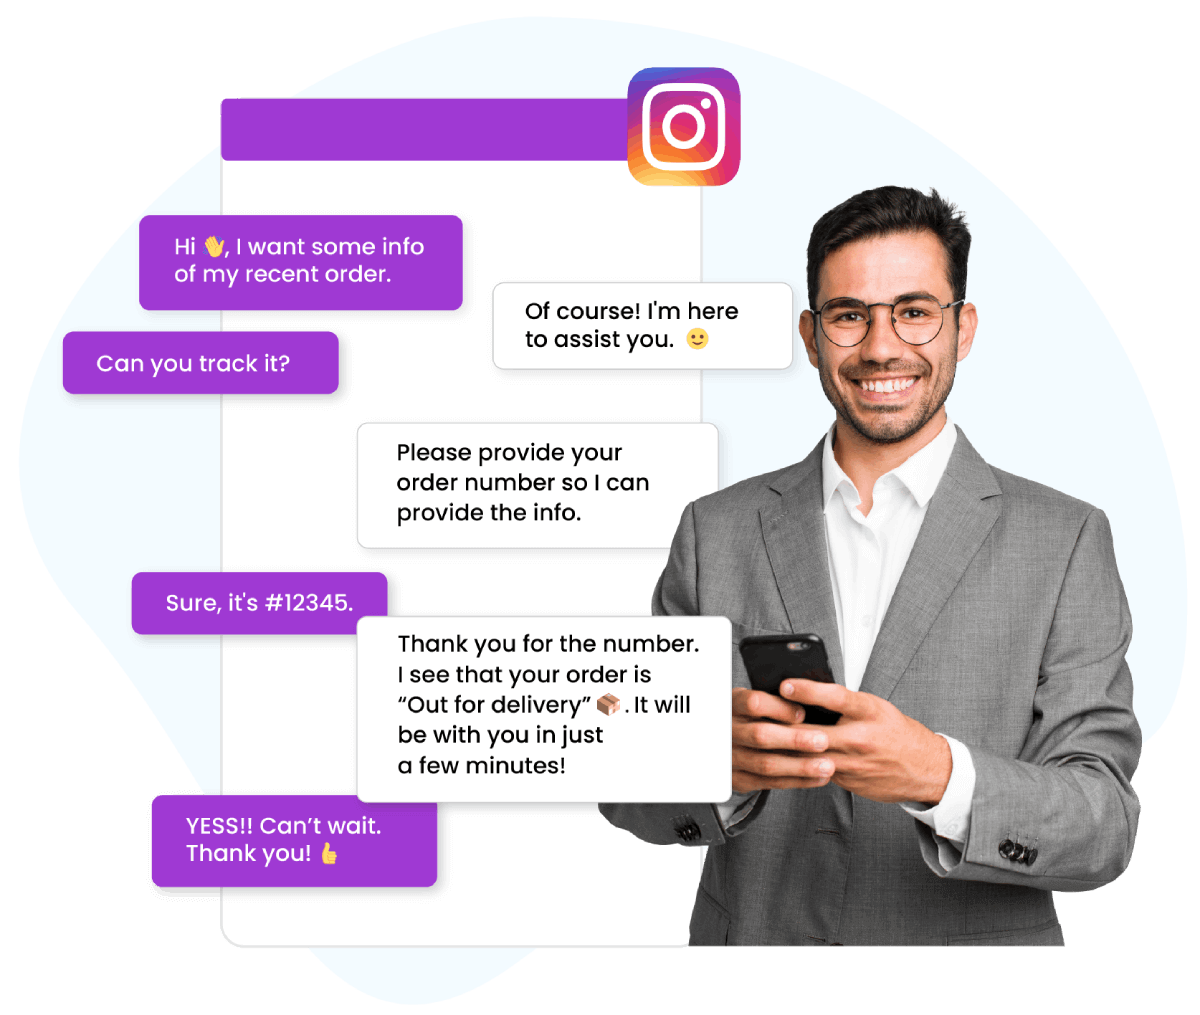 Hi 👋, I want some info
of my recent order.
Of course! I'm here
to assist you. 🙂
Can you track it?
Please provide your
order number so I can
provide the info.
Sure, it's #12345.
Thank you for the number.
I see that your order is
“Out for delivery” 📦 . It will
be with you in just
a few minutes!
YESS!! Can’t wait.
Thank you! 👍